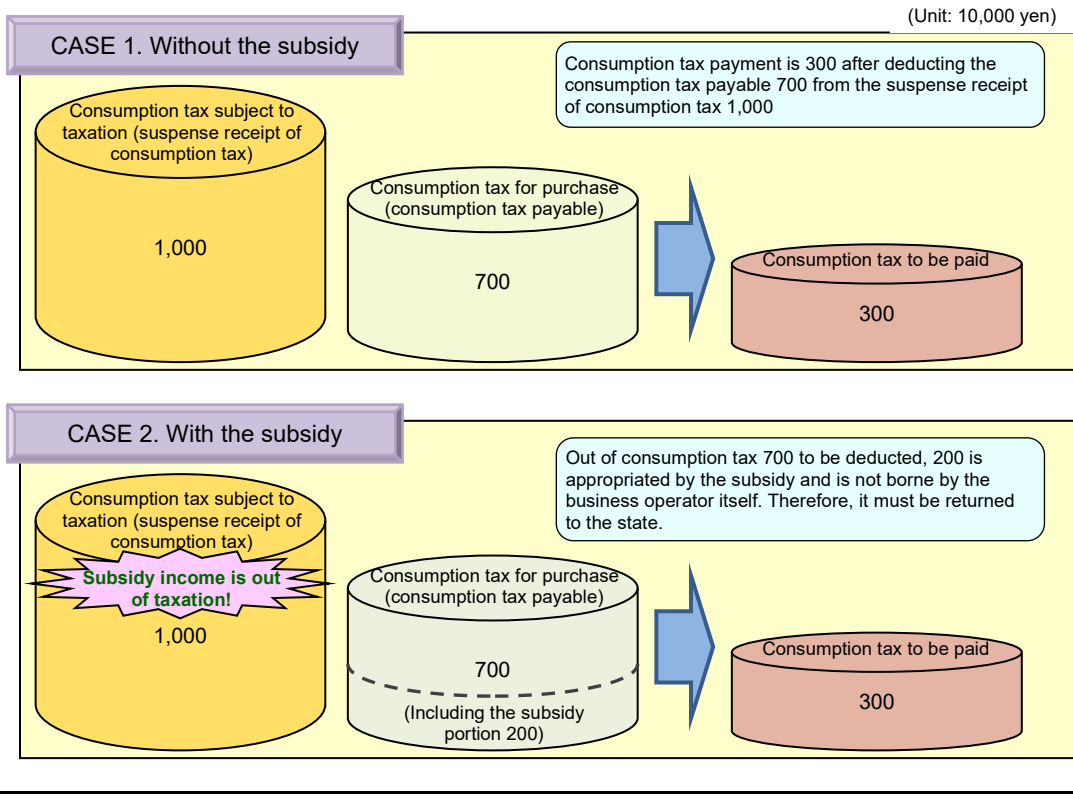 (Unit: 10,000 yen)
CASE 1. Without the subsidy
Consumption tax payment is 300 after deducting the
consumption tax payable 700 from the suspense receipt
of consumption tax 1,000
Consumption tax subject to
taxation (suspense receipt of
consumption tax)
1,000
Consumption tax for purchase
(consumption tax payable)
700
Consumption tax to be paid
300
CASE 2. With the subsidy
Out of consumption tax 700 to be deducted, 200 is
appropriated by the subsidy and is not borne by the
business operator itself. Therefore, it must be returned
to the state.
Consumption tax subject to
taxation (suspense receipt of
consumption tax)
Subsidy income is out
of taxation!
1,000
Consumption tax for purchase
(consumption tax payable)
700
(Including the subsidy
portion 200)
Consumption tax to be paid
300